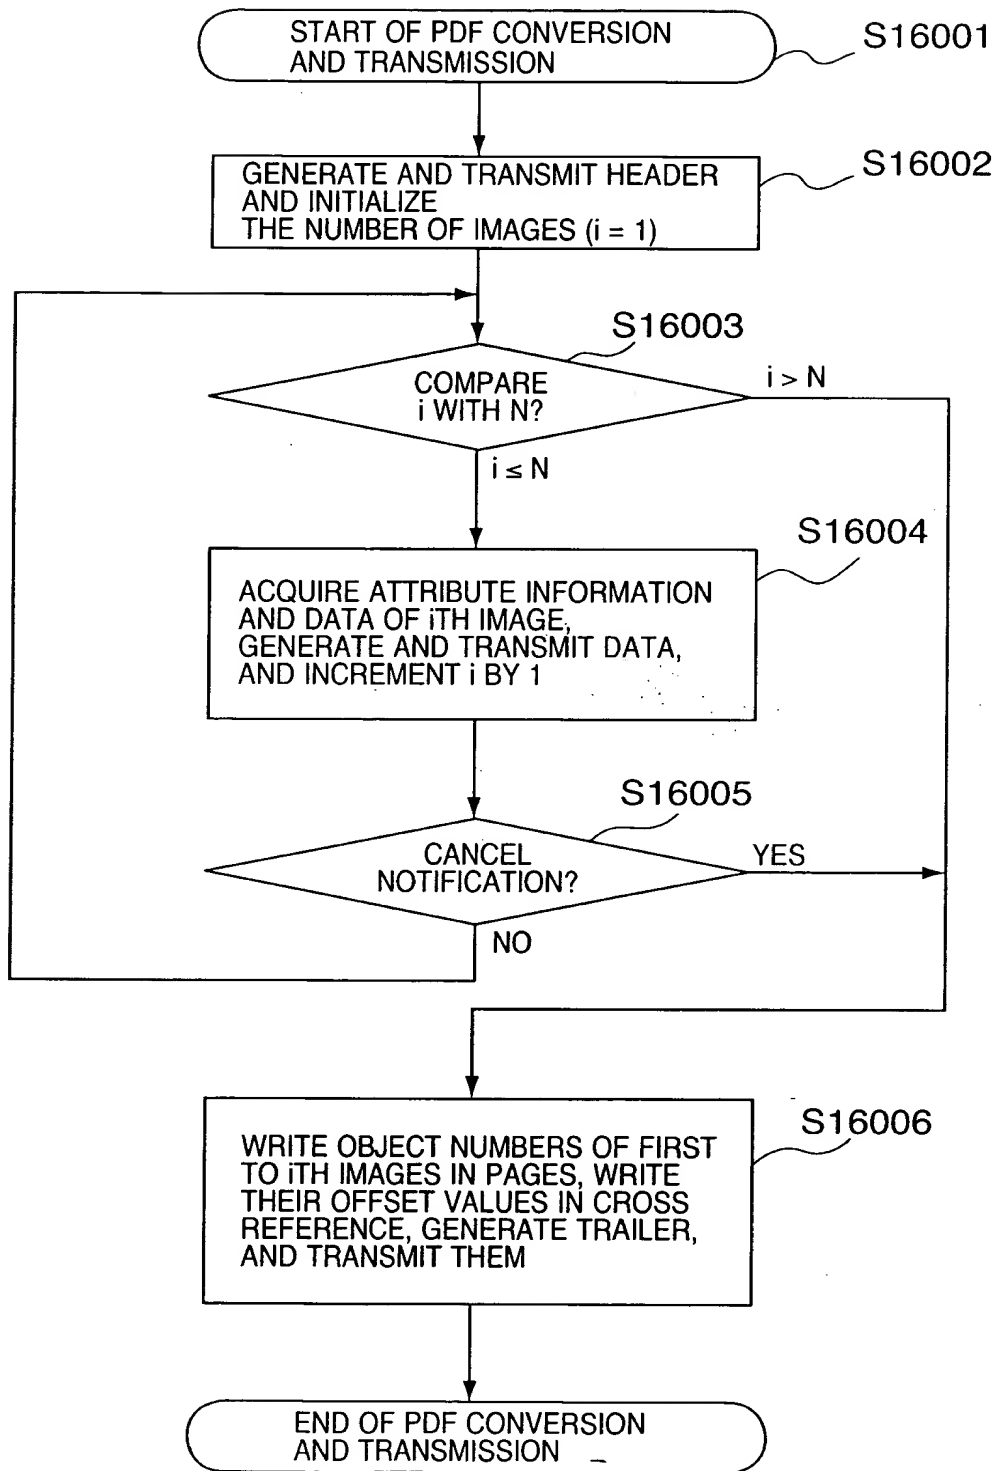 START OF PDF CONVERSION
AND TRANSMISSION
S16001
GENERATE AND TRANSMIT HEADER
AND INITIALIZE
THE NUMBER OF IMAGES (i = 1)
S16002
S16003
COMPARE
i WITH N?
i > N
i ≤ N
S16004
ACQUIRE ATTRIBUTE INFORMATION
AND DATA OF iTH IMAGE,
GENERATE AND TRANSMIT DATA,
AND INCREMENT i BY 1
S16005
CANCEL
NOTIFICATION?
YES
NO
S16006
WRITE OBJECT NUMBERS OF FIRST
TO iTH IMAGES IN PAGES, WRITE
THEIR OFFSET VALUES IN CROSS
REFERENCE, GENERATE TRAILER,
AND TRANSMIT THEM
END OF PDF CONVERSION
AND TRANSMISSION